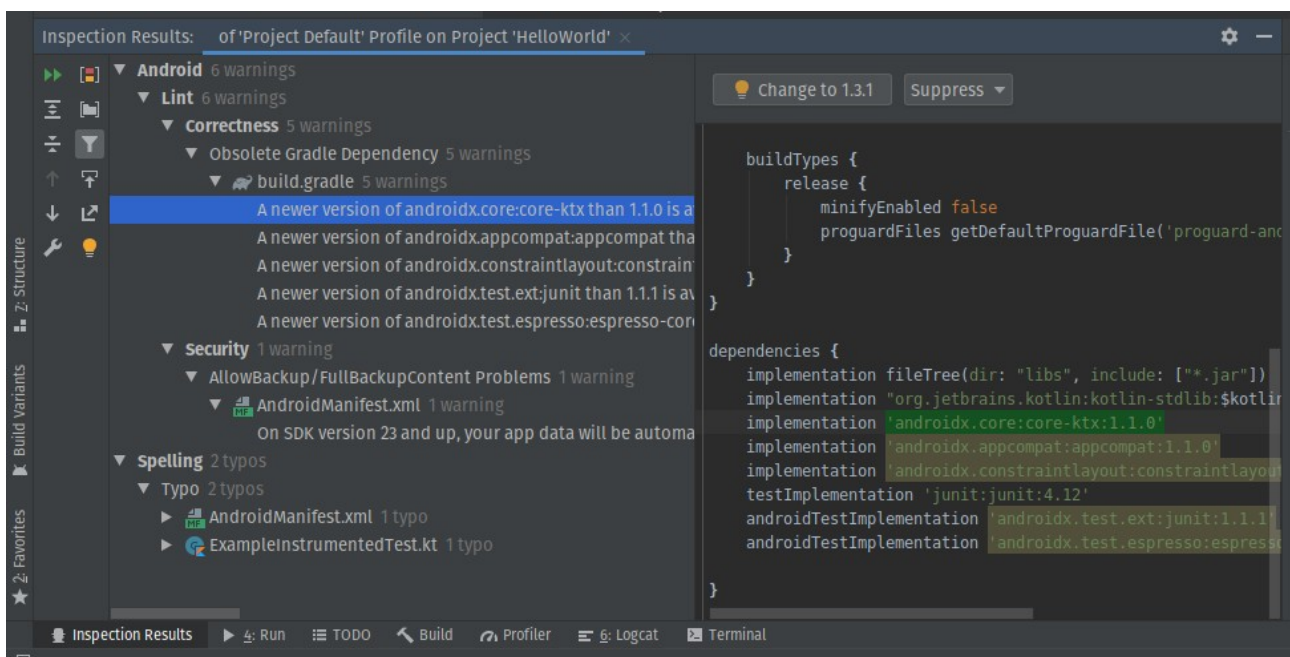 Inspection Results: of 'Project Default' Profile on Project 'HelloWorld'
Android 6 warnings
Lint 6 warnings
Correctness 5 warnings
Obsolete Gradle Dependency 5 warnings
build.gradle 5 warnings
A newer version of androidx.core:core-ktx than 1.1.0 is a
A newer version of androidx.appcompat:appcompat tha
A newer version of androidx.constraintlayout:constrain
A newer version of androidx.test.ext:junit than 1.1.1 is av
A newer version of androidx.test.espresso:espresso-cor
Security 1 warning
AllowBackup/FullBackupContent Problems 1 warning
MF AndroidManifest.xml 1 warning
On SDK version 23 and up, your app data will be automa
Spelling 2 typos
Typo 2 typos
MF AndroidManifest.xml 1 typo
ExampleInstrumentedTest.kt 1 typo
Change to 1.3.1 Suppress
buildTypes {
release {
minifyEnabled false
proguardFiles getDefaultProguardFile('proguard-and
}
}
}
dependencies {
implementation fileTree(dir: "libs", include: ["*.jar"])
implementation "org.jetbrains.kotlin:kotlin-stdlib:$kotlin
implementation 'androidx.core:core-ktx:1.1.0'
implementation 'androidx.appcompat:appcompat:1.1.0'
implementation 'androidx.constraintlayout:constraintlayout
testImplementation 'junit:junit:4.12'
androidTestImplementation 'androidx.test.ext:junit:1.1.1'
androidTestImplementation 'androidx.test.espresso:espresso
}
Z: Structure
Build Variants
2: Favorites
Inspection Results 4: Run TODO Build Profiler 6: Logcat Terminal